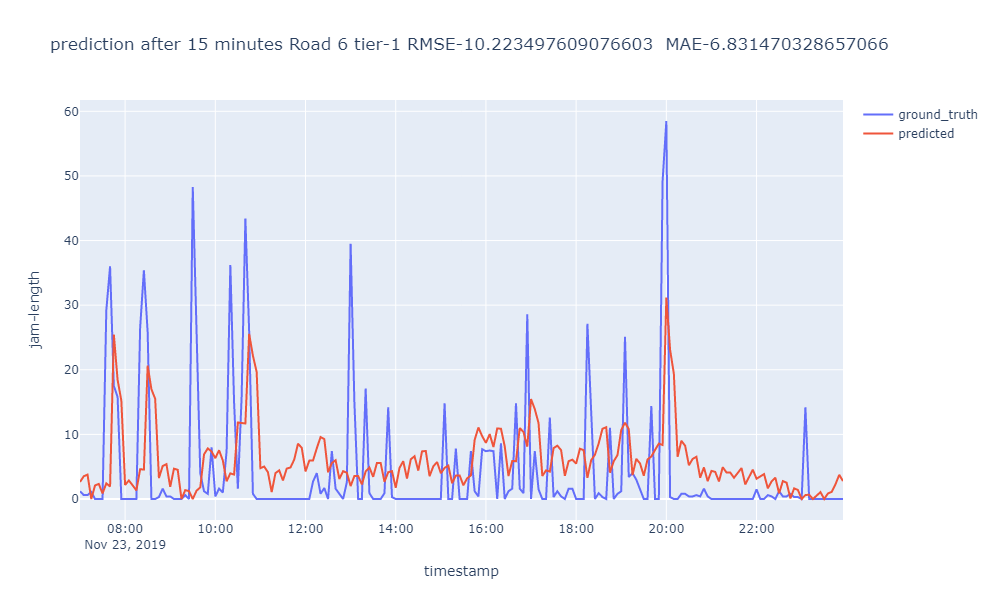 prediction after 15 minutes Road 6 tier-1 RMSE-10.223497609076603  MAE-6.831470328657066
ground_truth
predicted
60
50
40
30
20
10
0
jam-length
08:00 10:00 12:00 14:00 16:00 18:00 20:00 22:00
Nov 23, 2019
timestamp